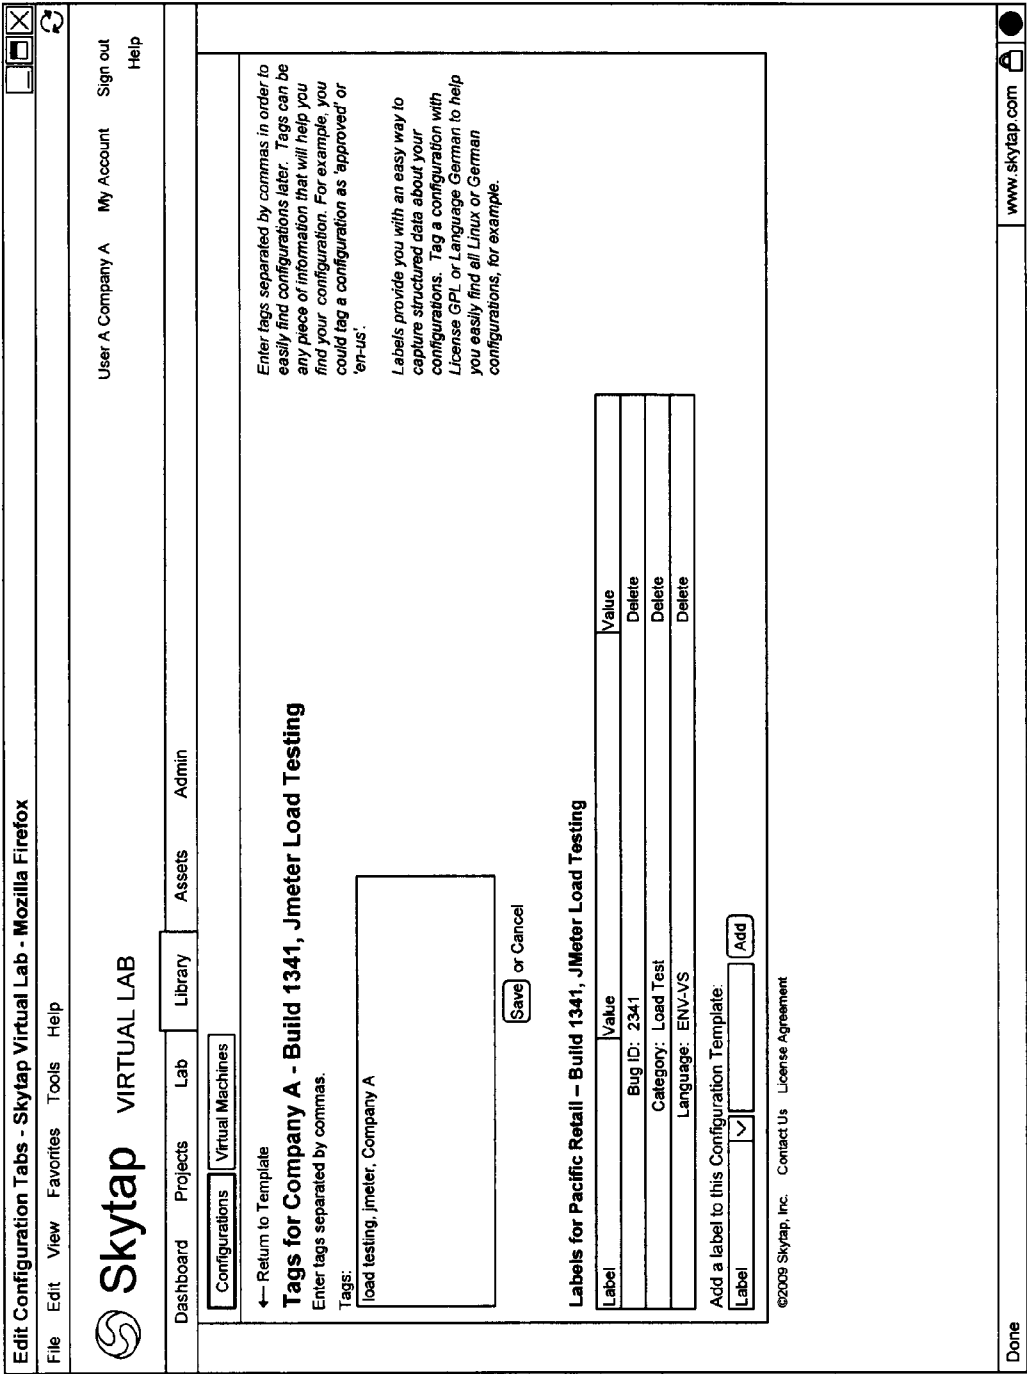 Edit Configuration Tabs - Skytap Virtual Lab - Mozilla Firefox
File Edit View Favorites Tools Help
Skytap VIRTUAL LAB
User A Company A My Account Sign out
Help
Dashboard Projects Lab Library Assets Admin
Configurations Virtual Machines
← Return to Template
Tags for Company A - Build 1341, Jmeter Load Testing
Enter tags separated by commas.
Tags:
load testing, jmeter, Company A
Save or Cancel
Enter tags separated by commas in order to
easily find configurations later. Tags can be
any piece of information that will help you
find your configuration. For example, you
could tag a configuration as 'approved' or
'en-us'.
Labels provide you with an easy way to
capture structured data about your
configurations. Tag a configuration with
License GPL or Language German to help
you easily find all Linux or German
configurations, for example.
Labels for Pacific Retail – Build 1341, JMeter Load Testing
Label Value Value
Bug ID: 2341 Delete
Category: Load Test Delete
Language: ENV-VS Delete
Add a label to this Configuration Template:
Label Add
©2009 Skytap, Inc. Contact Us License Agreement
Done www.skytap.com